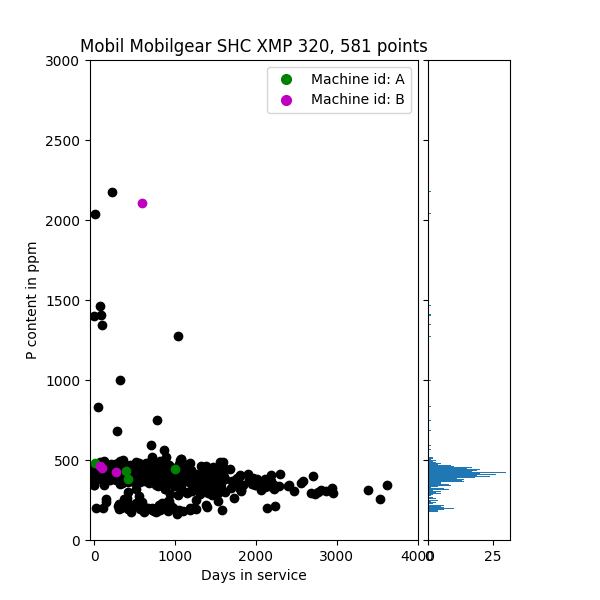 Mobil Mobilgear SHC XMP 320, 581 points
Machine id: A
Machine id: B
P content in ppm
3000
2500
2000
1500
1000
500
0
0
1000
2000
3000
4000
0
25
Days in service